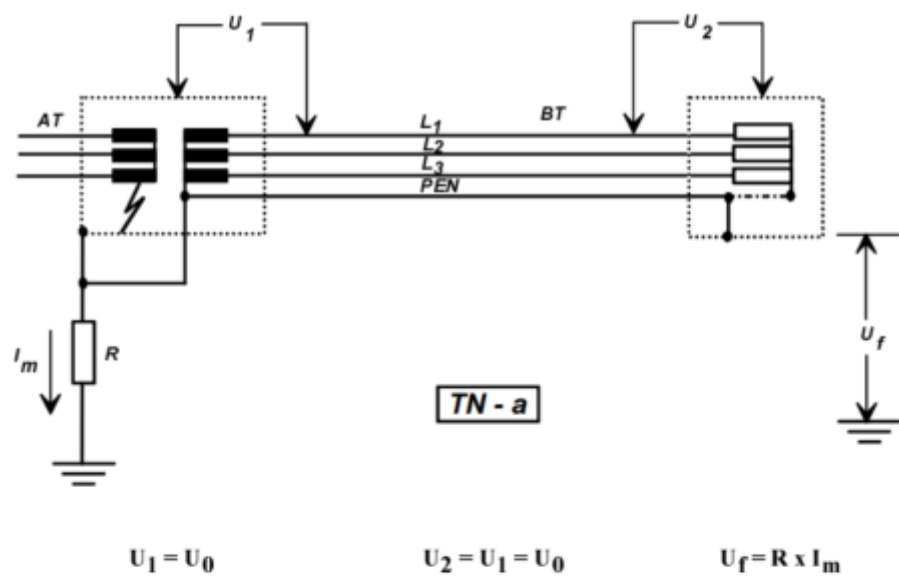 U1
U2
AT
L1
BT
L2
L3
PEN
Im
R
Uf
TN - a
U1 = U0
U2 = U1 = U0
Uf = R x Im